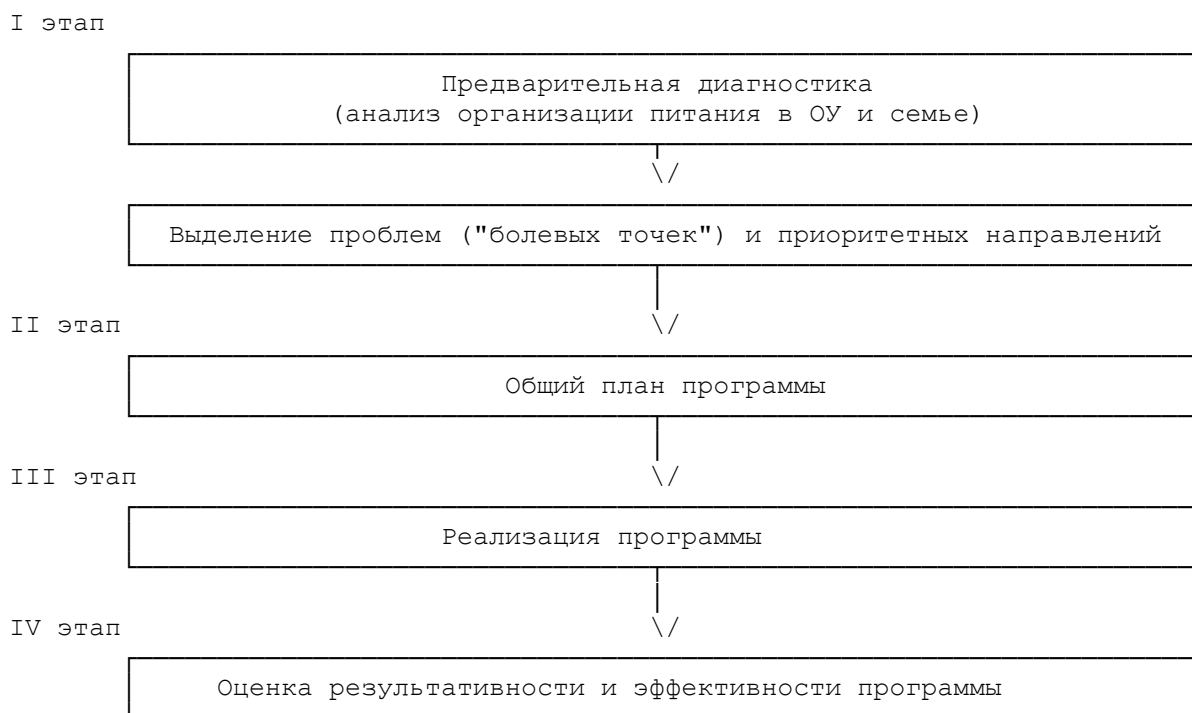 I этап
Предварительная диагностика
(анализ организации питания в ОУ и семье)
Выделение проблем ("болевых точек") и приоритетных направлений
II этап
Общий план программы
III этап
Реализация программы
IV этап
Оценка результативности и эффективности программы